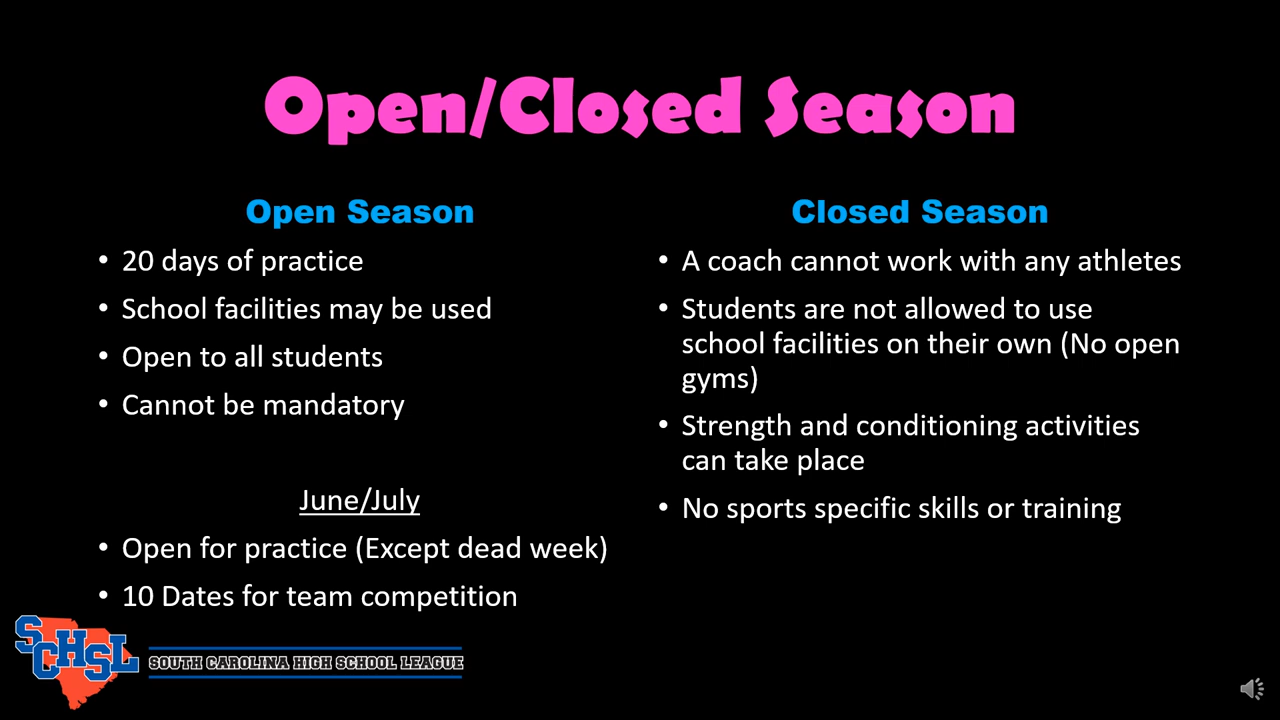 Open/Closed Season
Open Season
• 20 days of practice
• School facilities may be used
• Open to all students
• Cannot be mandatory
June/July
• Open for practice (Except dead week)
• 10 Dates for team competition
Closed Season
• A coach cannot work with any athletes
• Students are not allowed to use
school facilities on their own (No open
gyms)
• Strength and conditioning activities
can take place
• No sports specific skills or training
SCHSL
SOUTH CAROLINA HIGH SCHOOL LEAGUE